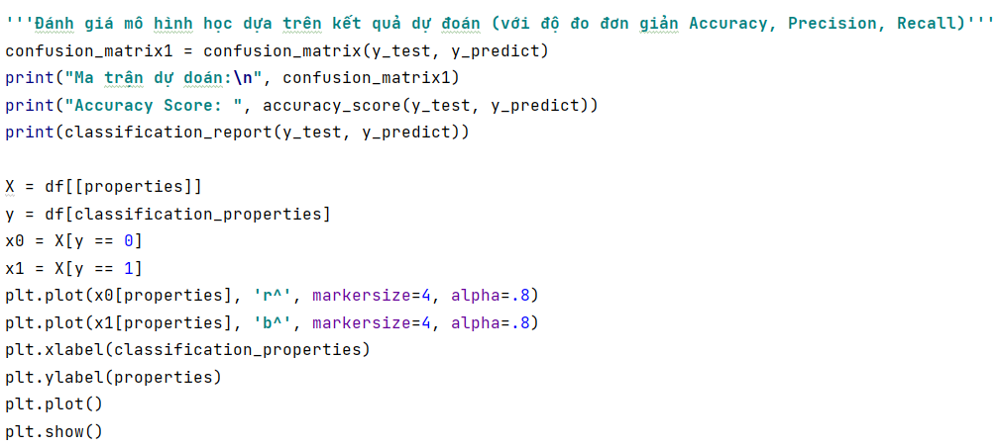 '''Đánh giá mô hình học dựa trên kết quả dự đoán (với độ đo đơn giản Accuracy, Precision, Recall)'''
confusion_matrix1 = confusion_matrix(y_test, y_predict)
print("Ma trận dự đoán:\n", confusion_matrix1)
print("Accuracy Score: ", accuracy_score(y_test, y_predict))
print(classification_report(y_test, y_predict))
X = df[[properties]]
y = df[classification_properties]
x0 = X[y == 0]
x1 = X[y == 1]
plt.plot(x0[properties], 'r^', markersize=4, alpha=.8)
plt.plot(x1[properties], 'b^', markersize=4, alpha=.8)
plt.xlabel(classification_properties)
plt.ylabel(properties)
plt.plot()
plt.show()